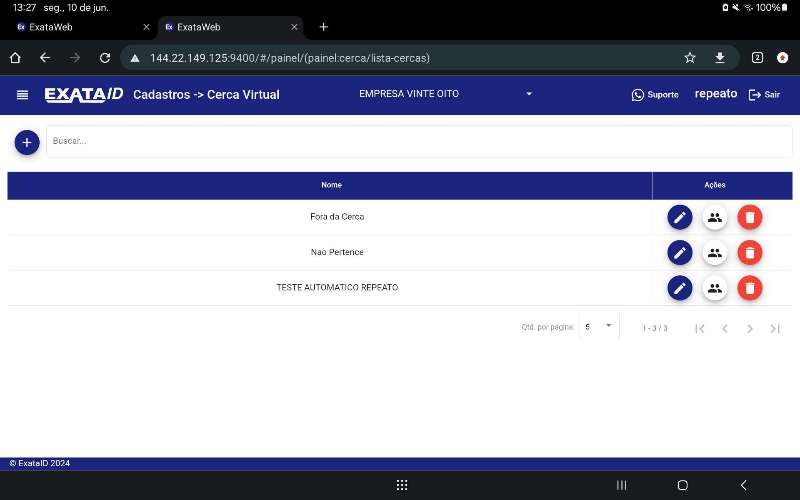 13:27 seg., 10 de jun. 100%
ExataWeb ExataWeb
144.22.149.125:9400/#/painel/(painel:cerca/lista-cercas) 2
EXATAID Cadastros -> Cerca Virtual EMPRESA VINTE OITO Suporte repeato Sair
Buscar...
Nome Ações
Fora da Cerca
Nao Pertence
TESTE AUTOMATICO REPEATO
Qtd. por página 5 1 - 3 / 3
© ExataID 2024